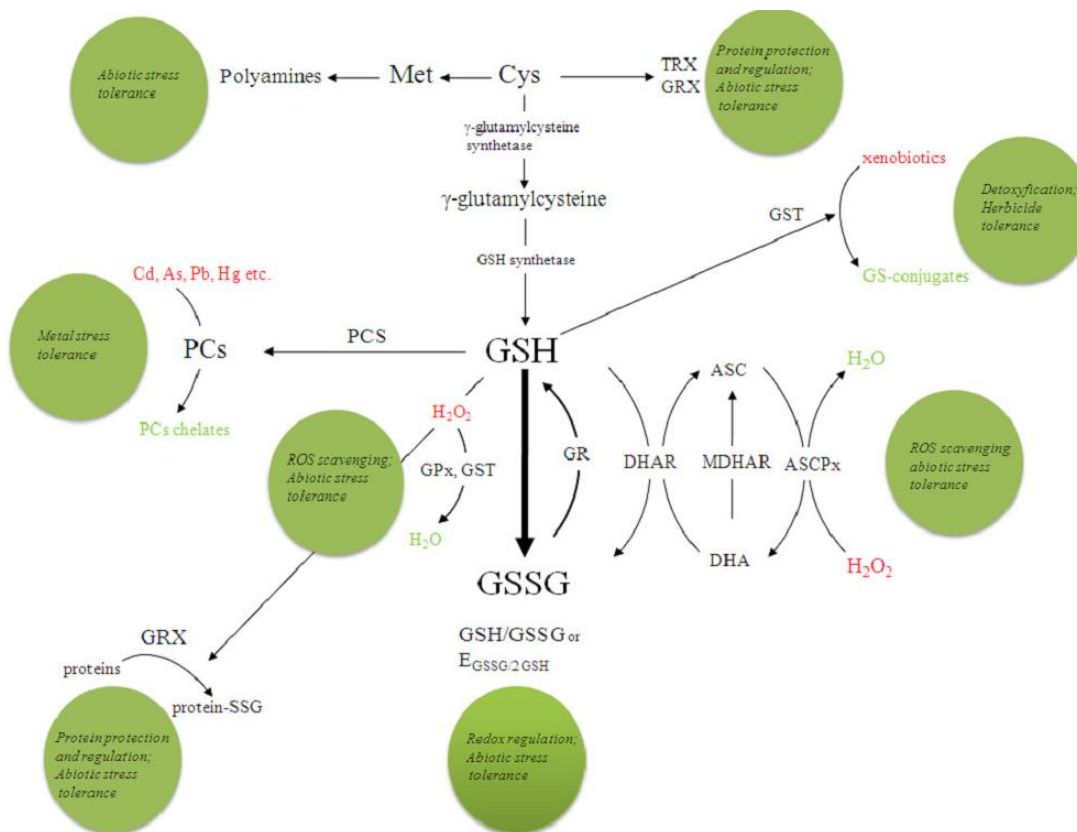 Abiotic stress
tolerance
Polyamines
Met
Cys
TRX
GRX
Protein protection
and regulation;
Abiotic stress
tolerance
γ-glutamylcysteine
synthetase
γ-glutamylcysteine
GSH synthetase
xenobiotics
GST
GS-conjugates
Detoxyfication;
Herbicide
tolerance
Cd, As, Pb, Hg etc.
Metal stress
tolerance
PCs
PCS
PCs chelates
GSH
H₂O₂
GPx, GST
H₂O
ROS scavenging;
Abiotic stress
tolerance
GR
DHAR
ASC
MDHAR
DHA
ASCPx
H₂O
H₂O₂
ROS scavenging
abiotic stress
tolerance
GSSG
GSH/GSSG or
E GSSG/2GSH
GRX
proteins
protein-SSG
Protein protection
and regulation;
Abiotic stress
tolerance
Redox regulation;
Abiotic stress
tolerance